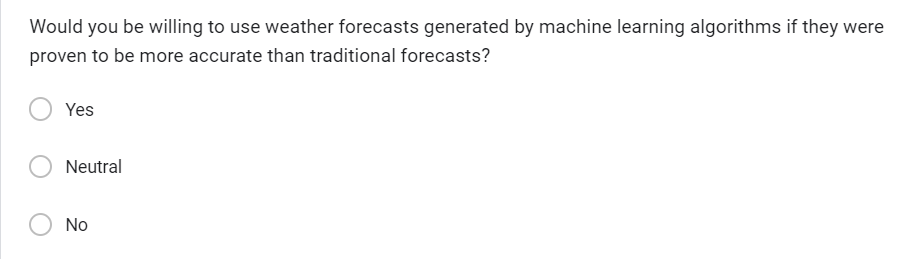 Would you be willing to use weather forecasts generated by machine learning algorithms if they were
proven to be more accurate than traditional forecasts?
Yes
Neutral
No